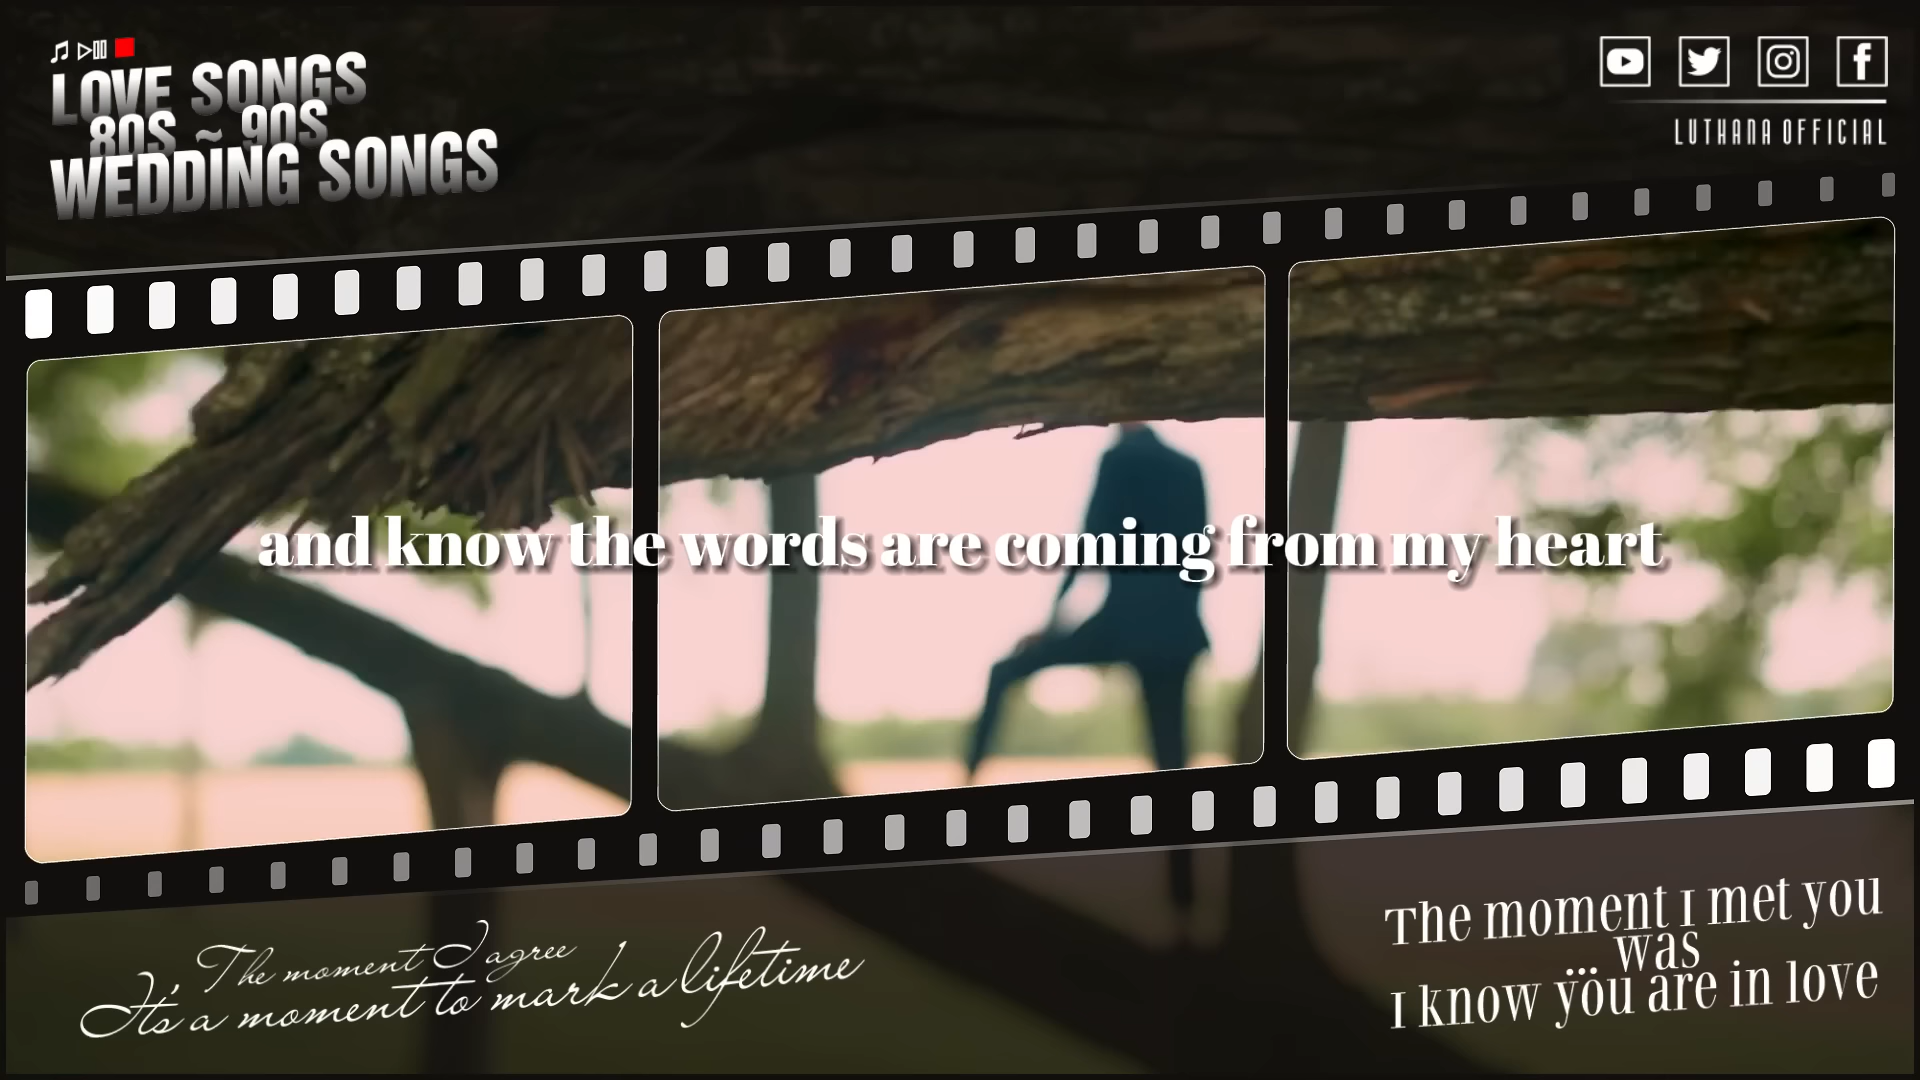 LOVE SONGS
80S ~ 90S
WEDDING SONGS
LUTHANA OFFICIAL
and know the words are coming from my heart
The moment I agree
It's a moment to mark a lifetime
The moment I met you
was
I know you are in love